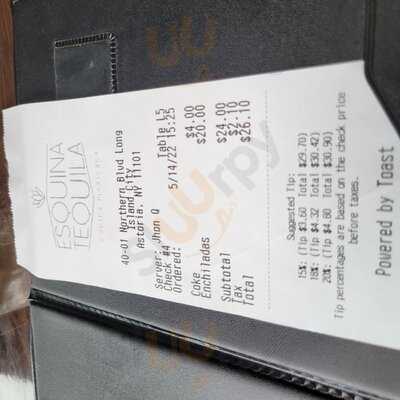 ESQUINA
TEQUILA
40-01 Northern Blvd Long
Island City
Astoria, NY 11101
Server: Jhon Q
Check #4 Table L5
Ordered: 5/14/22 15:25
Coke $4.00
Enchiladas $20.00
Subtotal $24.00
Tax $2.10
Total $26.10
Suggested Tip:
15%: (Tip $3.60 Total $29.70)
18%: (Tip $4.32 Total $30.42)
20%: (Tip $4.80 Total $30.90)
Tip percentages are based on the check price
before taxes.
Powered by Toast